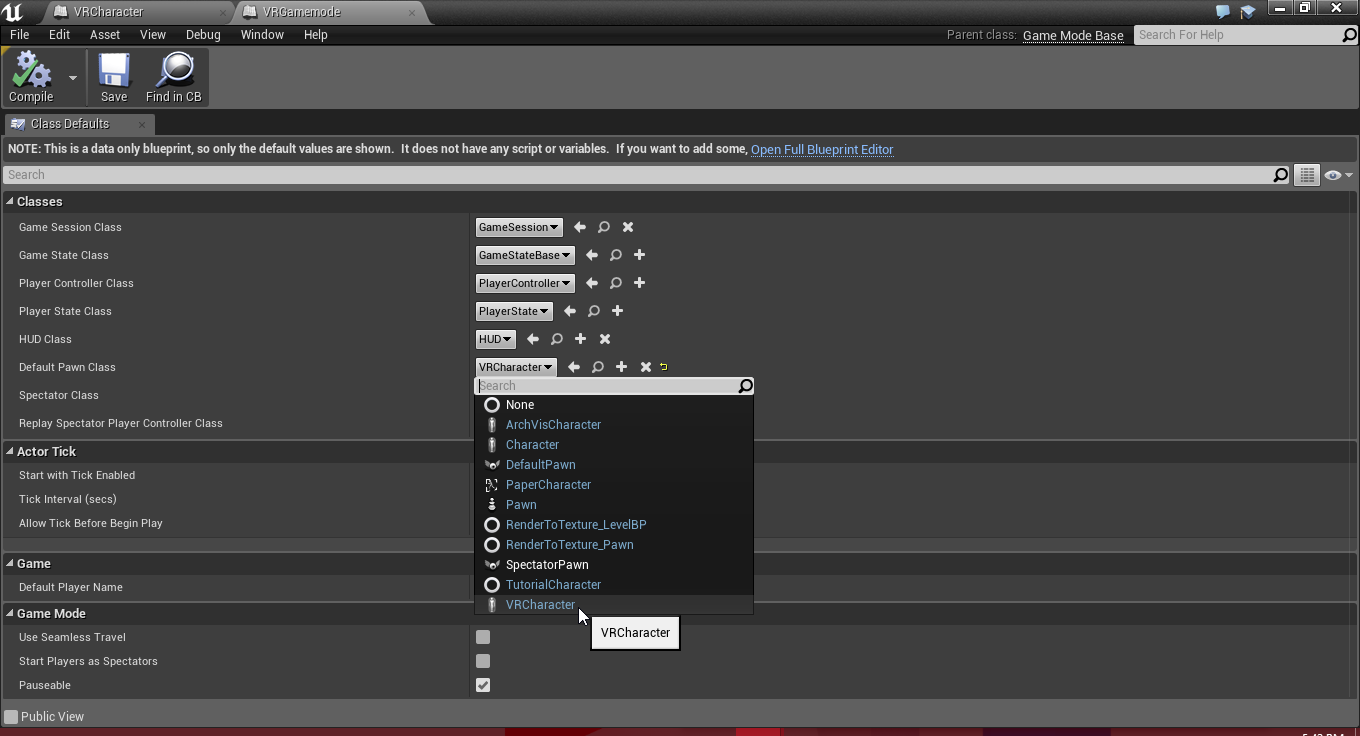 VRCharacter
VRGamemode
File Edit Asset View Debug Window Help
Parent class: Game Mode Base
Search For Help
Compile
Save
Find in CB
Class Defaults
NOTE: This is a data only blueprint, so only the default values are shown. It does not have any script or variables. If you want to add some, Open Full Blueprint Editor
Search
Classes
Game Session Class
GameSession
Game State Class
GameStateBase
Player Controller Class
PlayerController
Player State Class
PlayerState
HUD Class
HUD
Default Pawn Class
VRCharacter
Search
None
ArchVisCharacter
Character
DefaultPawn
PaperCharacter
Pawn
RenderToTexture_LevelBP
RenderToTexture_Pawn
SpectatorPawn
TutorialCharacter
VRCharacter
VRCharacter
Spectator Class
Replay Spectator Player Controller Class
Actor Tick
Start with Tick Enabled
Tick Interval (secs)
Allow Tick Before Begin Play
Game
Default Player Name
Game Mode
Use Seamless Travel
Start Players as Spectators
Pauseable
Public View